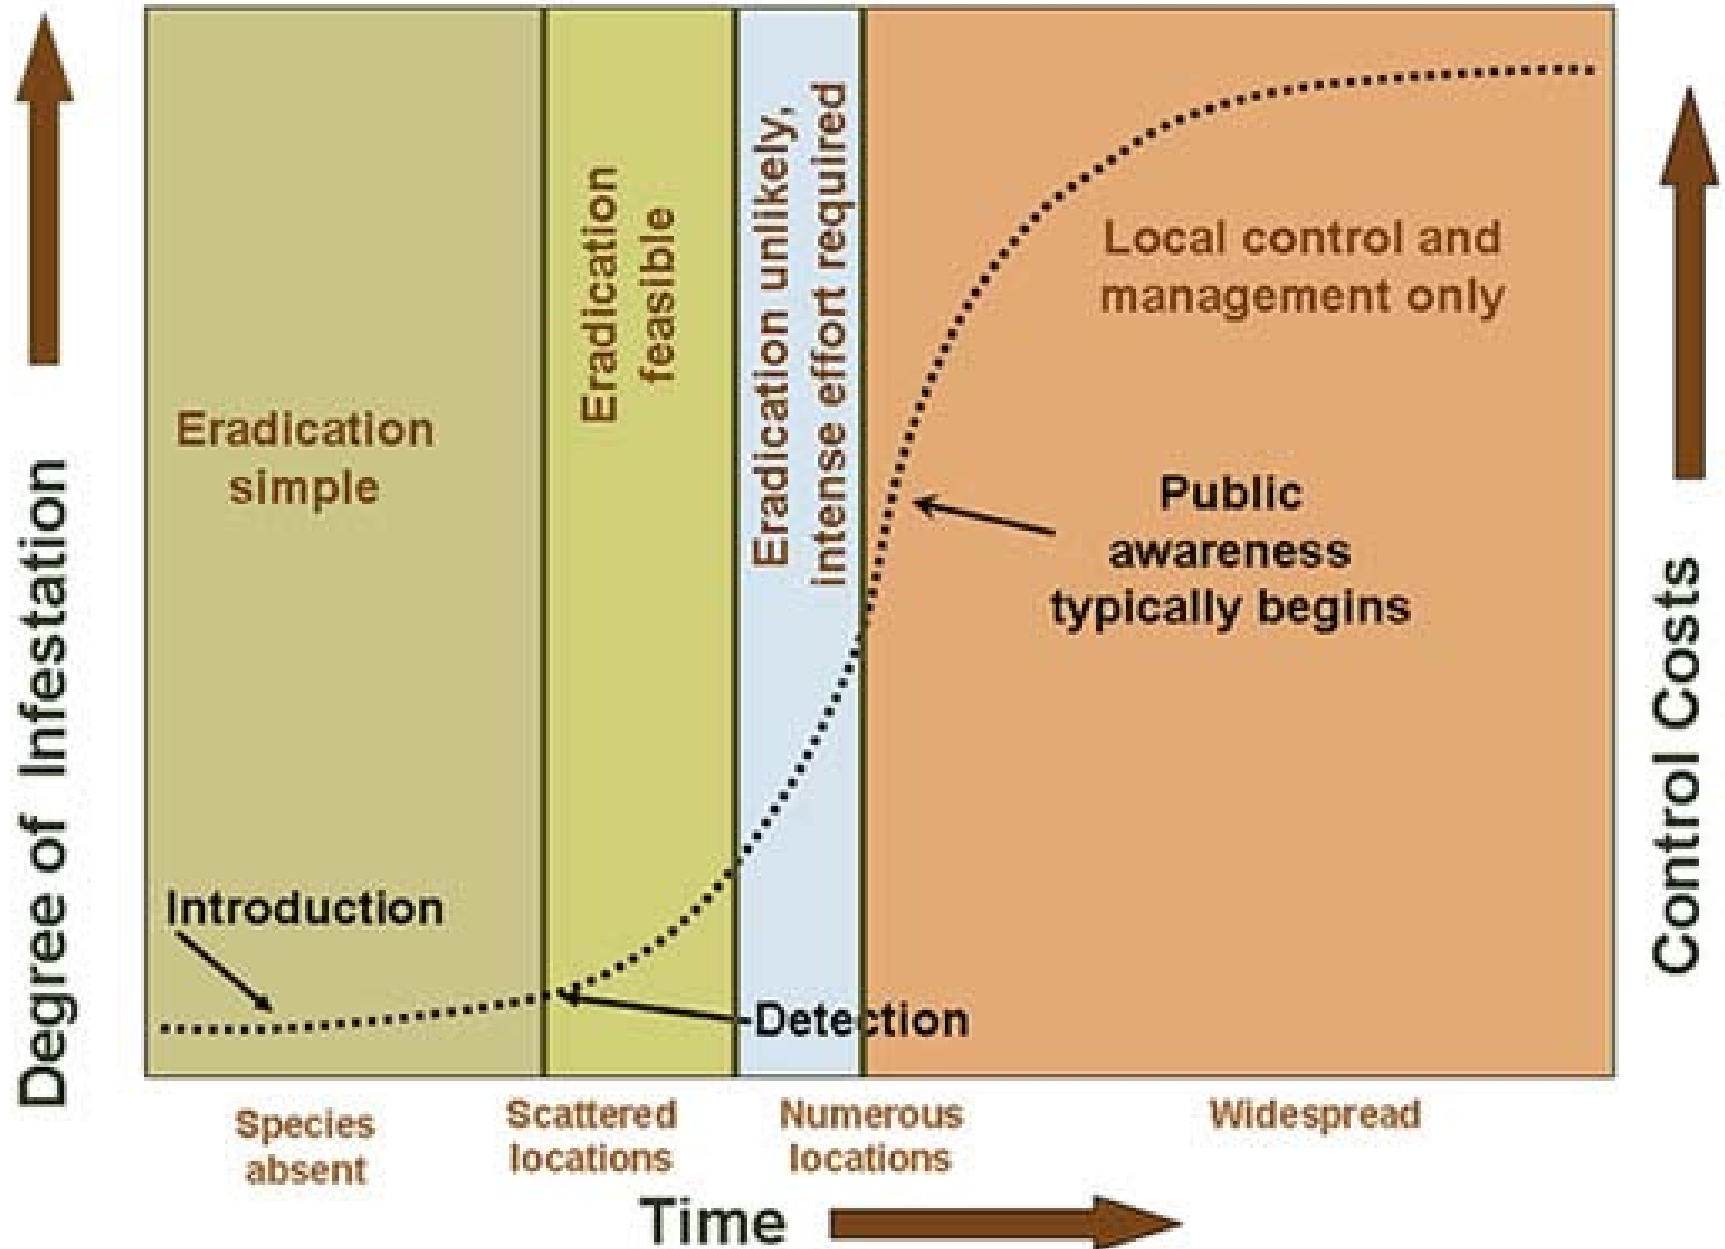 Degree of Infestation
Eradication
simple
Eradication
feasible
Eradication unlikely,
intense effort required
Local control and
management only
Public
awareness
typically begins
Introduction
Detection
Control Costs
Species
absent
Scattered
locations
Numerous
locations
Widespread
Time